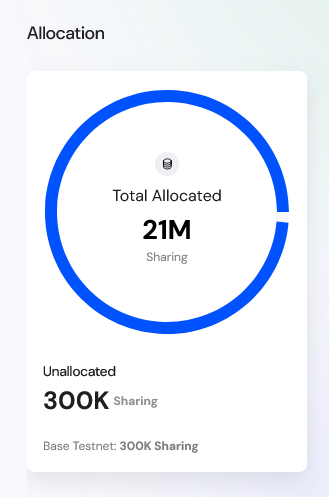 Allocation
Total Allocated
21M
Sharing
Unallocated
300K Sharing
Base Testnet: 300K Sharing